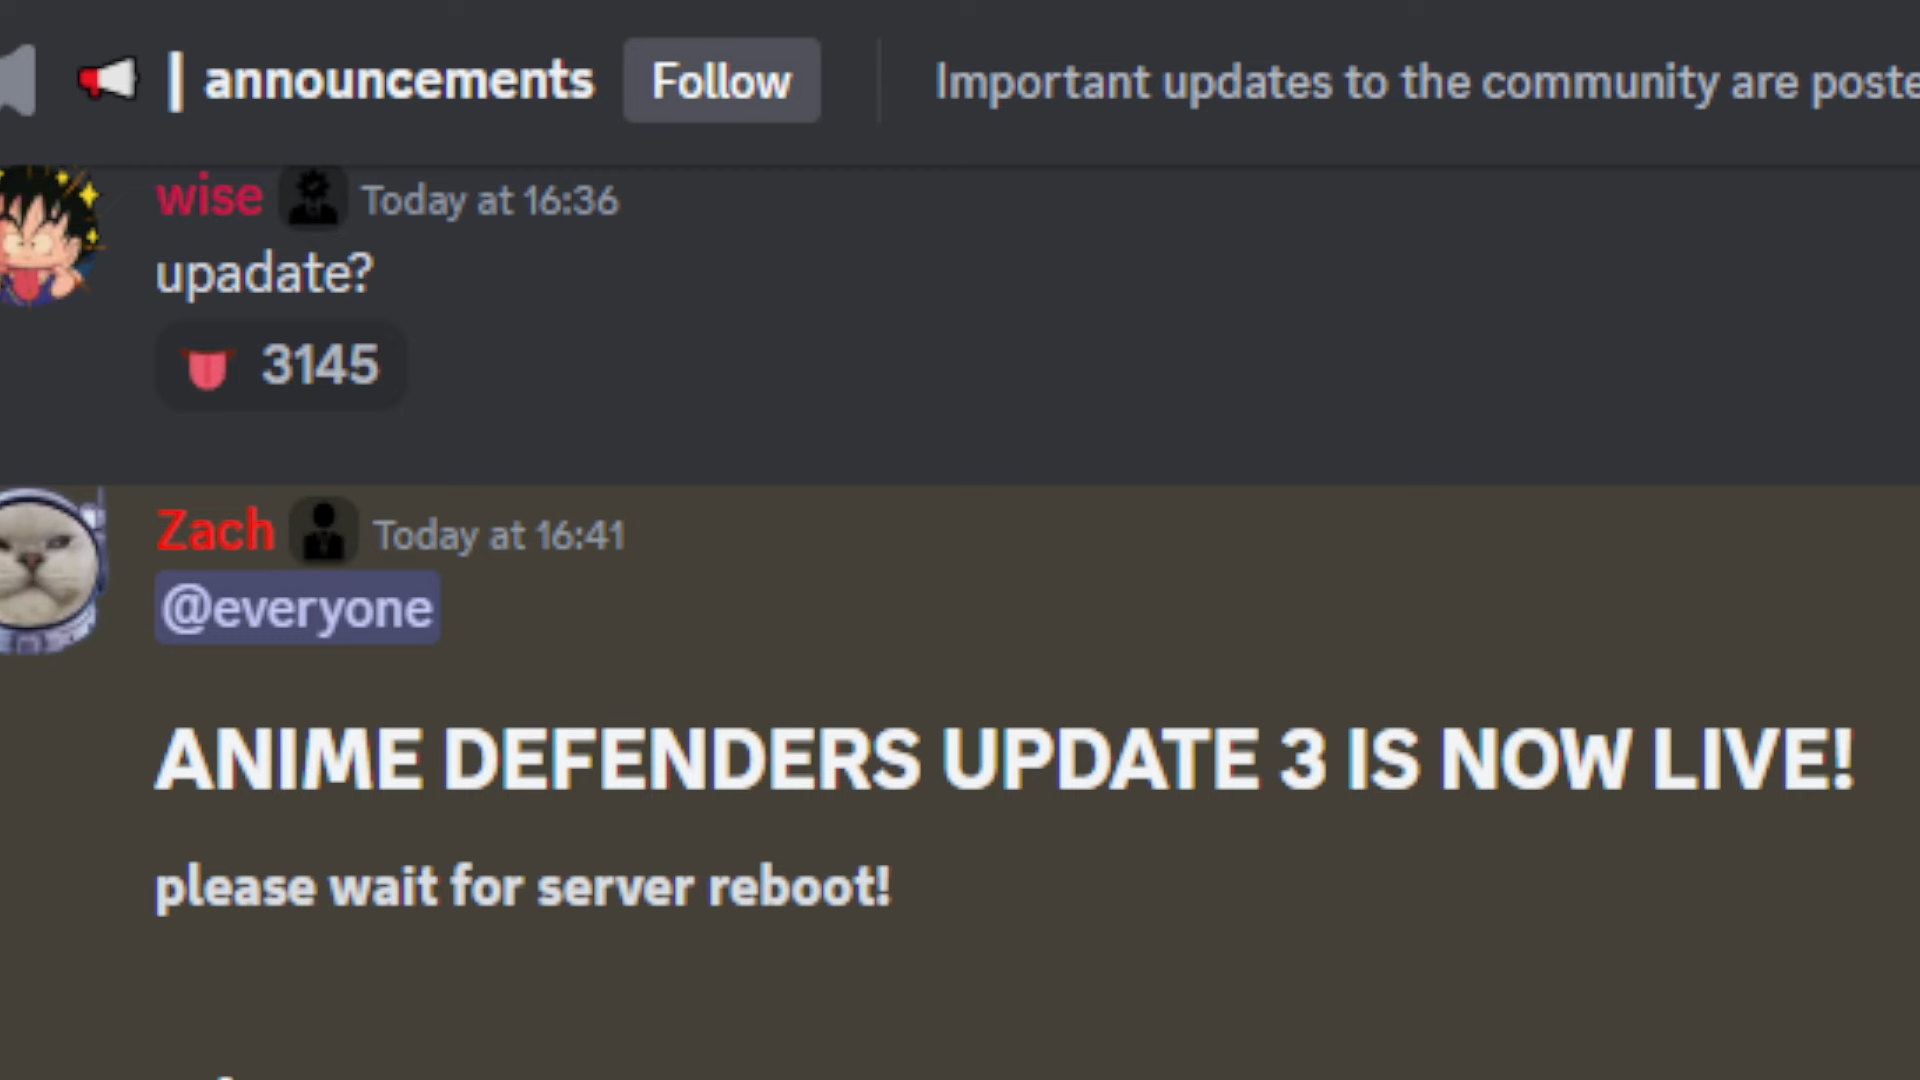 | announcements Follow Important updates to the community are poste
wise Today at 16:36
upadate?
3145
Zach Today at 16:41
@everyone
ANIME DEFENDERS UPDATE 3 IS NOW LIVE!
please wait for server reboot!